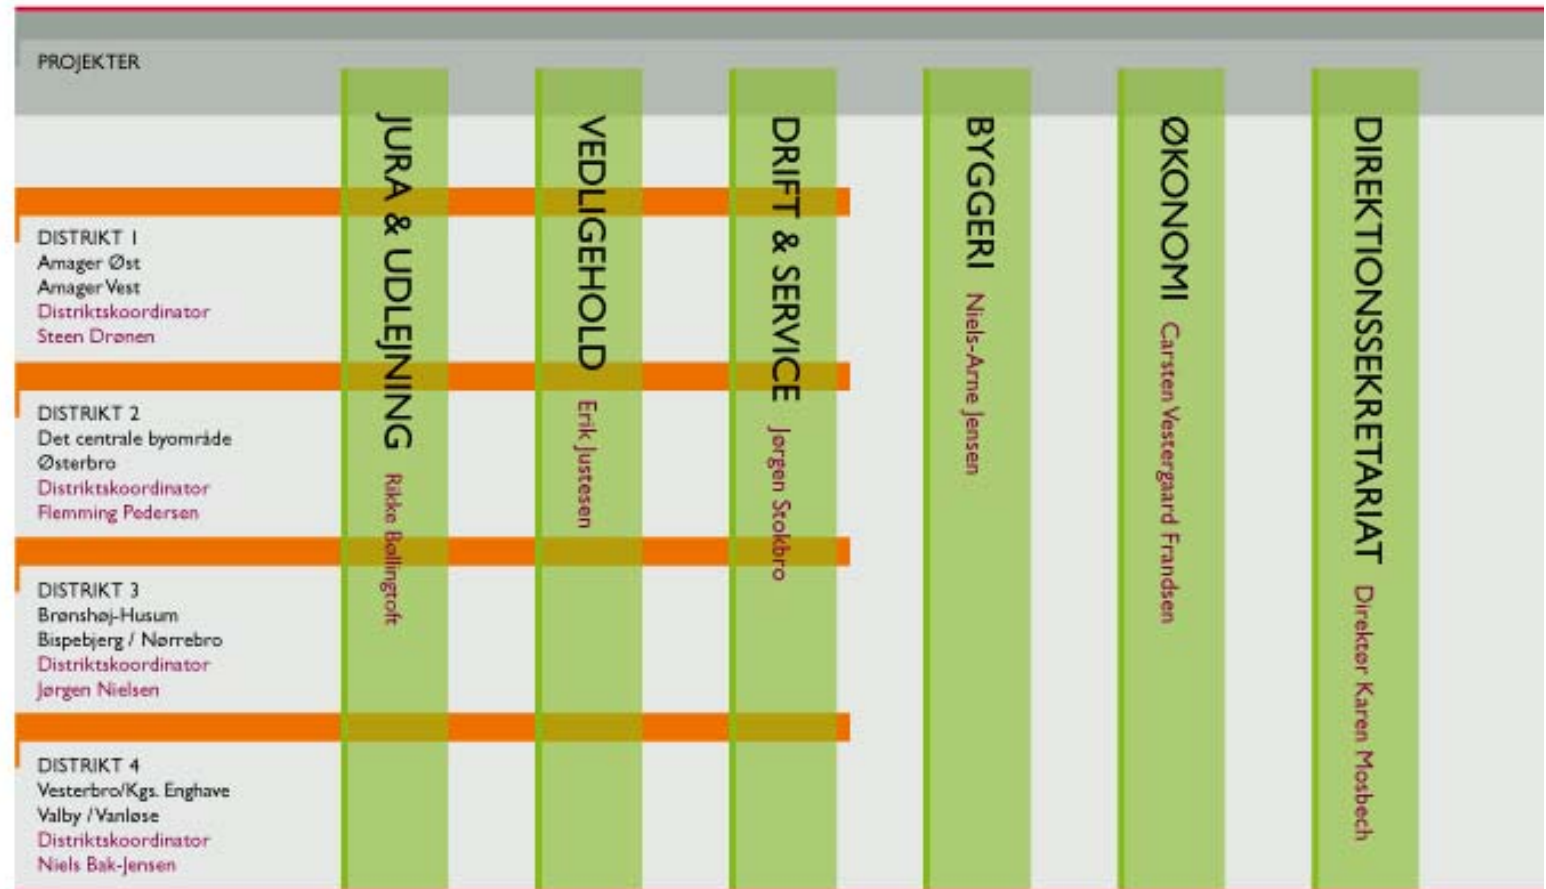 PROJEKTER
JURA & UDLEJNING Rikke Bøllingtoft
VEDLIGEHOLD Erik Justesen
DRIFT & SERVICE Jørgen Stokbro
BYGGERI Niels-Arne Jensen
ØKONOMI Carsten Vestergaard Frandsen
DIREKTIONSSEKRETARIAT Direktør Karen Mosbech
DISTRIKT 1
Amager Øst
Amager Vest
Distriktskoordinator
Steen Drønen
DISTRIKT 2
Det centrale byområde
Østerbro
Distriktskoordinator
Flemming Pedersen
DISTRIKT 3
Brønshøj-Husum
Bispebjerg / Nørrebro
Distriktskoordinator
Jørgen Nielsen
DISTRIKT 4
Vesterbro/Kgs. Enghave
Valby / Vanløse
Distriktskoordinator
Niels Bak-Jensen